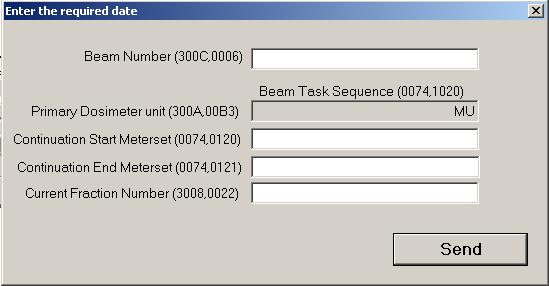 Enter the required date
Beam Number (300C,0006)
Beam Task Sequence (0074,1020)
Primary Dosimeter unit (300A,00B3) MU
Continuation Start Meterset (0074,0120)
Continuation End Meterset (0074,0121)
Current Fraction Number (3008,0022)
Send